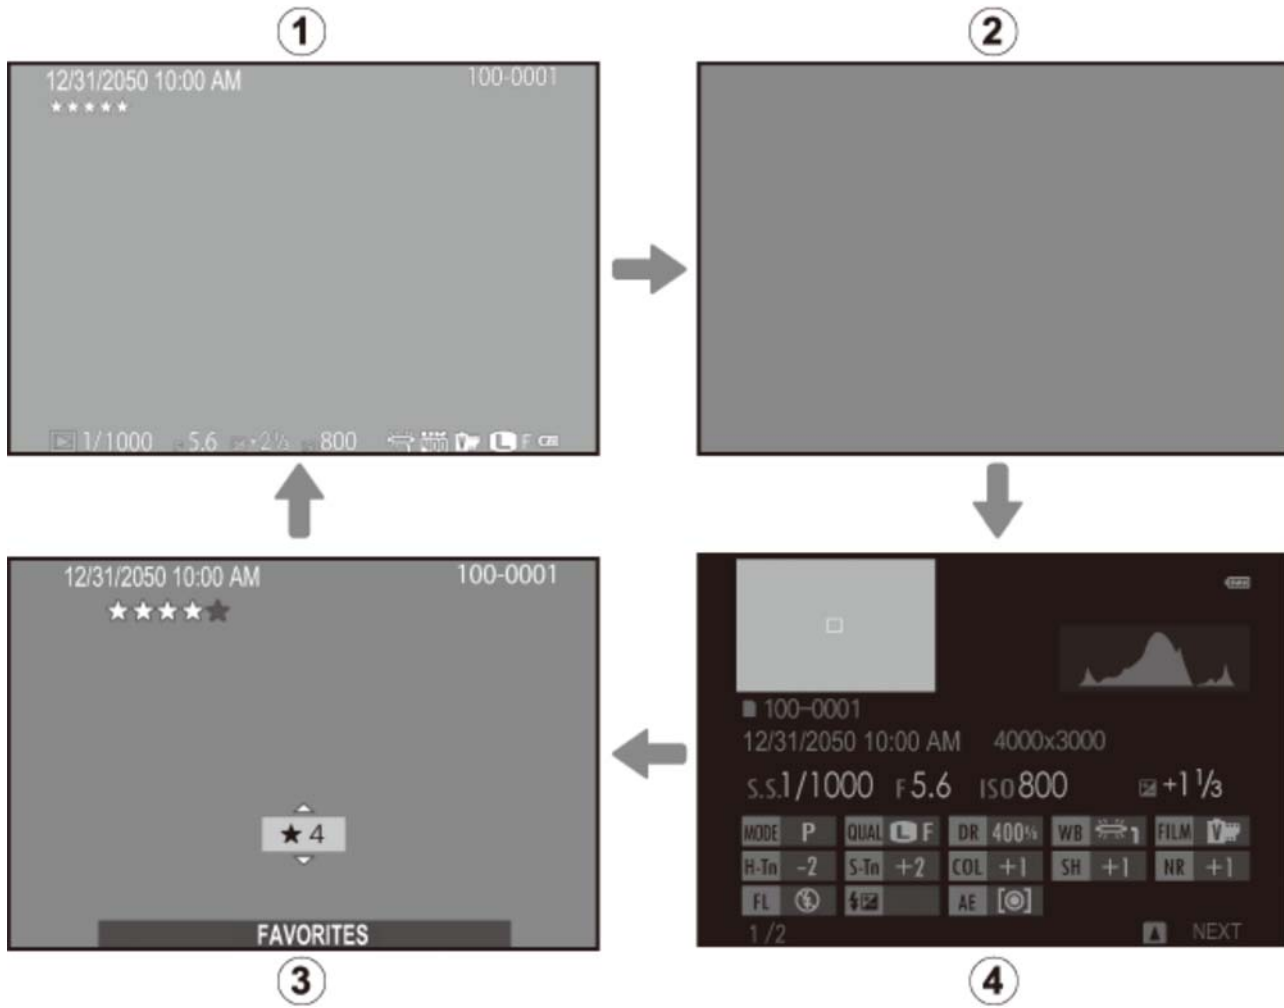 1
12/31/2050 10:00 AM 100-0001
1/1000 5.6 800 F
2
3
12/31/2050 10:00 AM 100-0001
4
FAVORITES
4
100-0001
12/31/2050 10:00 AM 4000x3000
S.S.1/1000 F5.6 ISO800 +1 1/3
MODE P QUAL L F DR 400% WB 1 FILM V
H-Tn -2 S-Tn +2 COL +1 SH +1 NR +1
FL AE
1/2 NEXT